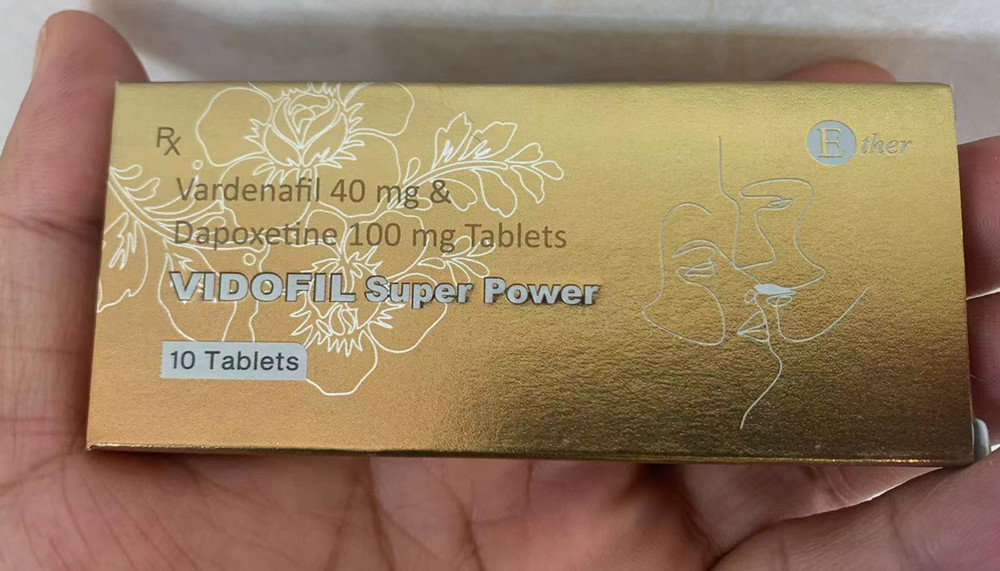 Rx
Ether
Vardenafil 40 mg &
Dapoxetine 100 mg Tablets
VIDOFIL Super Power
10 Tablets